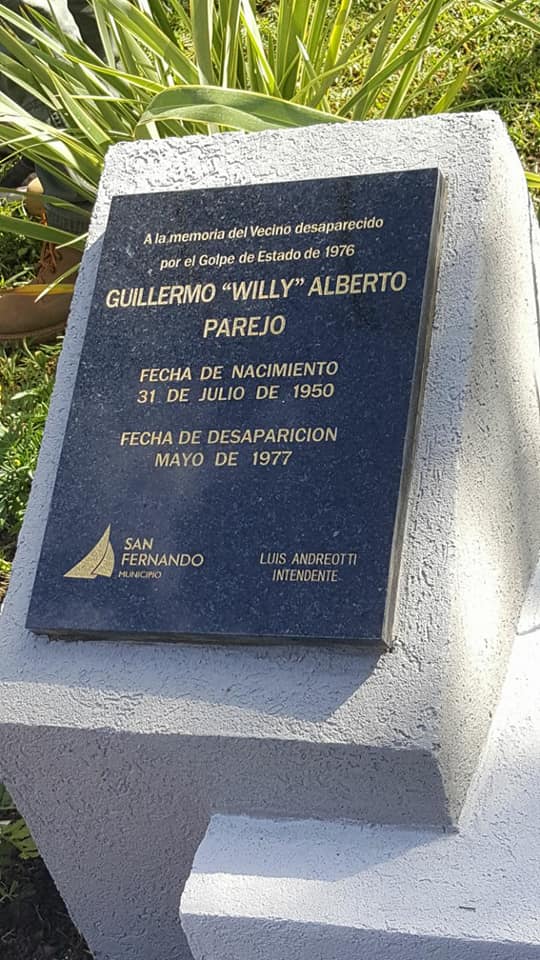 A la memoria del Vecino desaparecido
por el Golpe de Estado de 1976
GUILLERMO “WILLY” ALBERTO
PAREJO
FECHA DE NACIMIENTO
31 DE JULIO DE 1950
FECHA DE DESAPARICION
MAYO DE 1977
SAN
FERNANDO
MUNICIPIO
LUIS ANDREOTTI
INTENDENTE